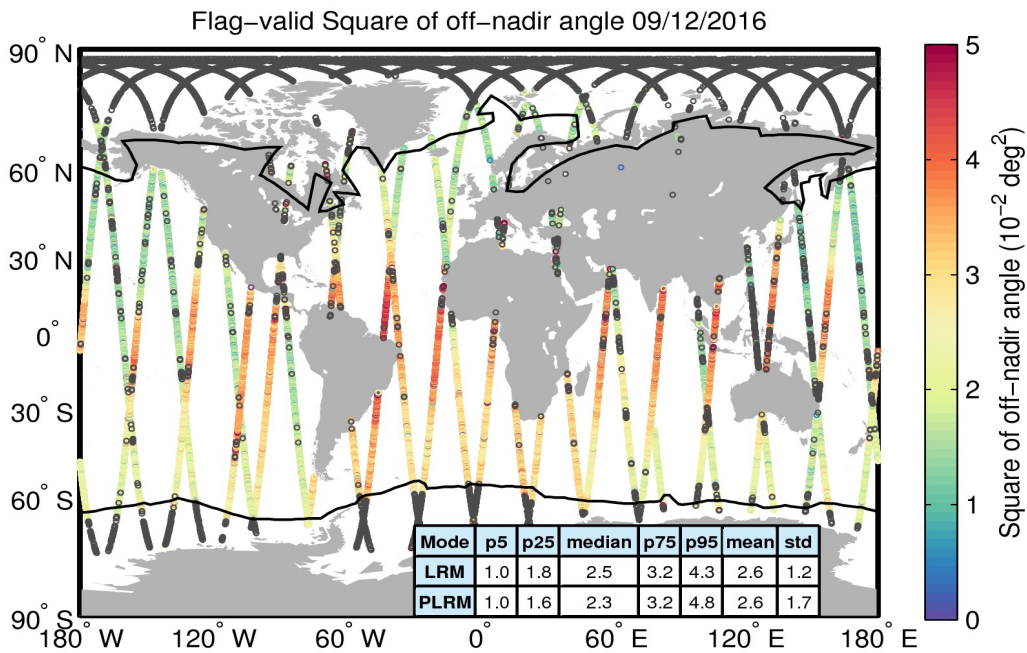 Flag−valid Square of off−nadir angle 09/12/2016
90° N
60° N
30° N
0°
30° S
60° S
90° S
180° W
120° W
60° W
0°
60° E
120° E
180° E
Mode p5 p25 median p75 p95 mean std
LRM 1.0 1.8 2.5 3.2 4.3 2.6 1.2
PLRM 1.0 1.6 2.3 3.2 4.8 2.6 1.7
5
4
3
2
1
0
Square of off−nadir angle (10⁻² deg²)